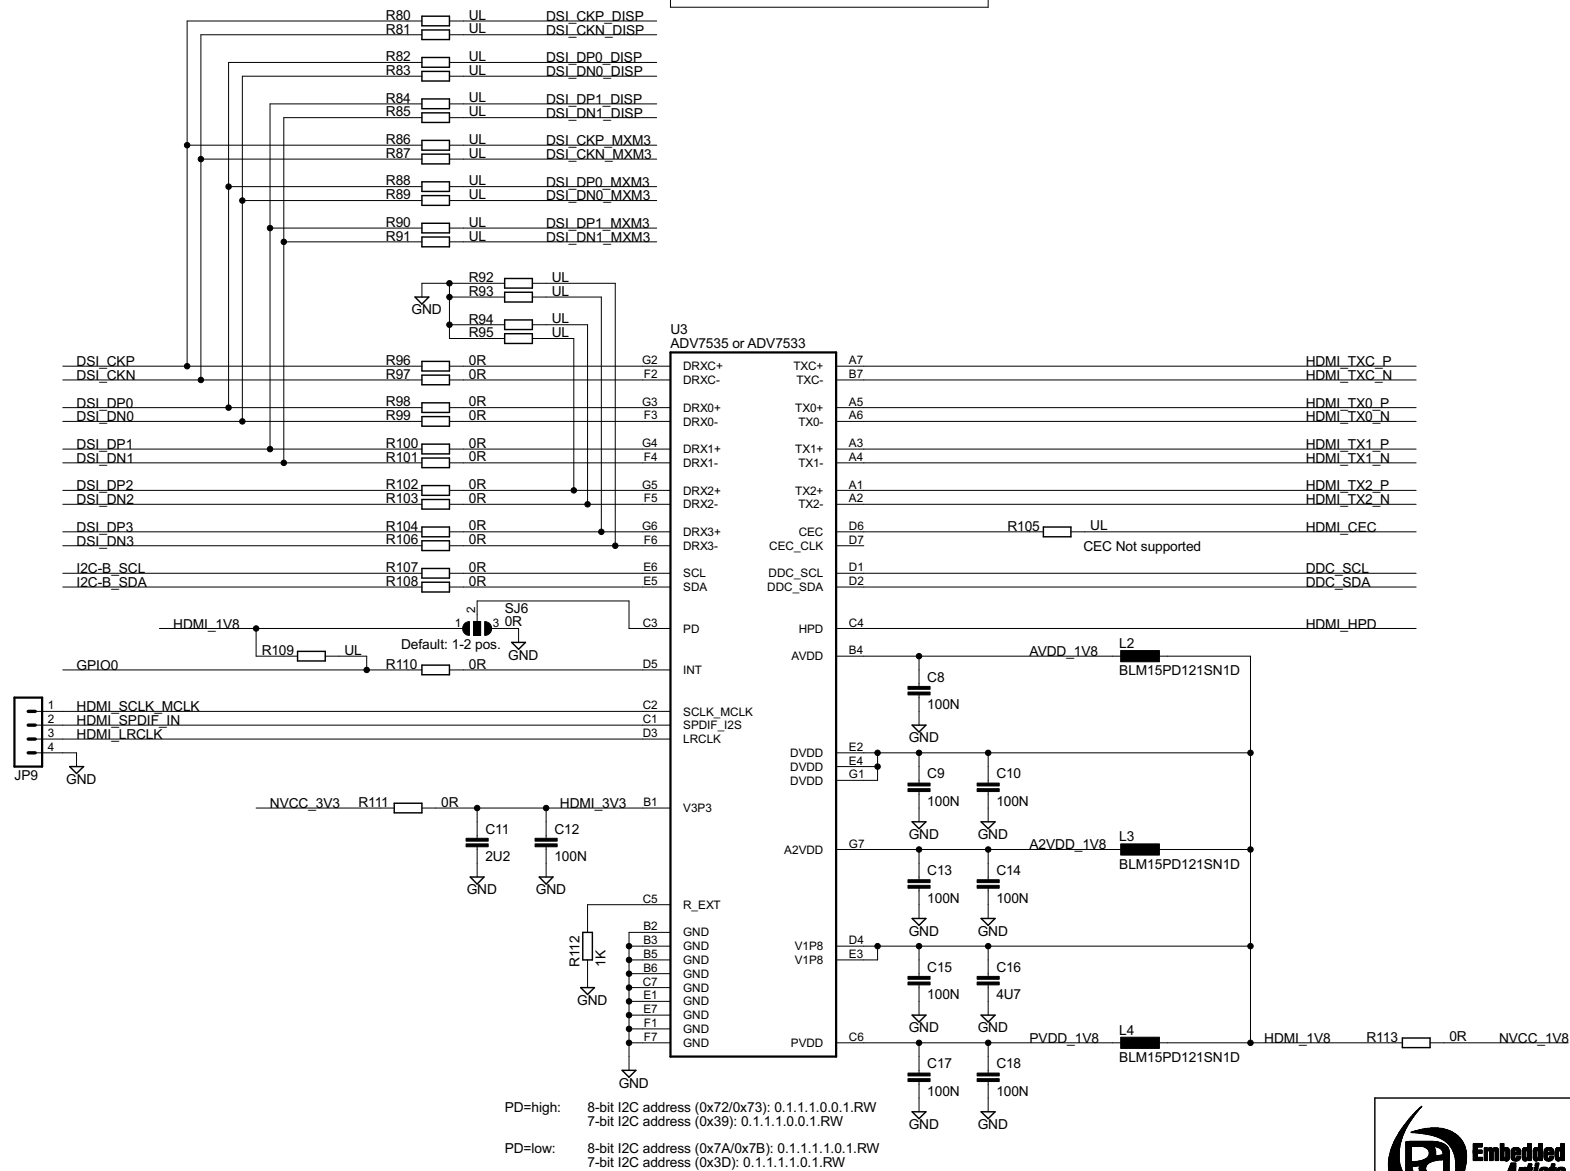 R80 UL DSI_CKP_DISP
R81 UL DSI_CKN_DISP
R82 UL DSI_DP0_DISP
R83 UL DSI_DN0_DISP
R84 UL DSI_DP1_DISP
R85 UL DSI_DN1_DISP
R86 UL DSI_CKP_MXM3
R87 UL DSI_CKN_MXM3
R88 UL DSI_DP0_MXM3
R89 UL DSI_DN0_MXM3
R90 UL DSI_DP1_MXM3
R91 UL DSI_DN1_MXM3
R92 UL
R93 UL
GND
R94 UL
R95 UL
U3
ADV7535 or ADV7533
DSI_CKP R96 0R G2 DRXC+ TXC+ A7 HDMI_TXC_P
DSI_CKN R97 0R F2 DRXC- TXC- B7 HDMI_TXC_N
DSI_DP0 R98 0R G3 DRX0+ TX0+ A5 HDMI_TX0_P
DSI_DN0 R99 0R F3 DRX0- TX0- A6 HDMI_TX0_N
DSI_DP1 R100 0R G4 DRX1+ TX1+ A3 HDMI_TX1_P
DSI_DN1 R101 0R F4 DRX1- TX1- A4 HDMI_TX1_N
DSI_DP2 R102 0R G5 DRX2+ TX2+ A1 HDMI_TX2_P
DSI_DN2 R103 0R F5 DRX2- TX2- A2 HDMI_TX2_N
DSI_DP3 R104 0R G6 DRX3+ CEC D6 R105 UL HDMI_CEC
DSI_DN3 R106 0R F6 DRX3- CEC_CLK D7 CEC Not supported
I2C-B_SCL R107 0R E6 SCL DDC_SCL D1 DDC_SCL
I2C-B_SDA R108 0R E5 SDA DDC_SDA D2 DDC_SDA
2 SJ6
HDMI_1V8 1 3 0R C3 PD HPD C4 HDMI_HPD
Default: 1-2 pos. GND
R109 UL AVDD B4 AVDD_1V8 L2
GPIO0 R110 0R D5 INT BLM15PD121SN1D
C8
100N
GND
1 HDMI_SCLK_MCLK C2 SCLK_MCLK
2 HDMI_SPDIF_IN C1 SPDIF_I2S
3 HDMI_LRCLK D3 LRCLK
4
JP9 GND
DVDD E2
DVDD E4
DVDD G1
C9 C10
100N 100N
GND GND
NVCC_3V3 R111 0R HDMI_3V3 B1 V3P3
C11 C12
2U2 100N
GND GND
A2VDD G7 A2VDD_1V8 L3
BLM15PD121SN1D
C13 C14
100N 100N
GND GND
C5 R_EXT
R112
1K
GND
B2 GND
B3 GND
B5 GND
B6 GND
C7 GND
E1 GND
E7 GND
F1 GND
F7 GND
GND
V1P8 D4
V1P8 E3
C15 C16
100N 4U7
GND GND
PVDD C6 PVDD_1V8 L4 HDMI_1V8 R113 0R NVCC_1V8
BLM15PD121SN1D
C17 C18
100N 100N
GND GND
PD=high: 8-bit I2C address (0x72/0x73): 0.1.1.1.0.0.1.RW
7-bit I2C address (0x39): 0.1.1.1.0.0.1.RW
PD=low: 8-bit I2C address (0x7A/0x7B): 0.1.1.1.1.0.1.RW
7-bit I2C address (0x3D): 0.1.1.1.1.0.1.RW
Embedded
Artists